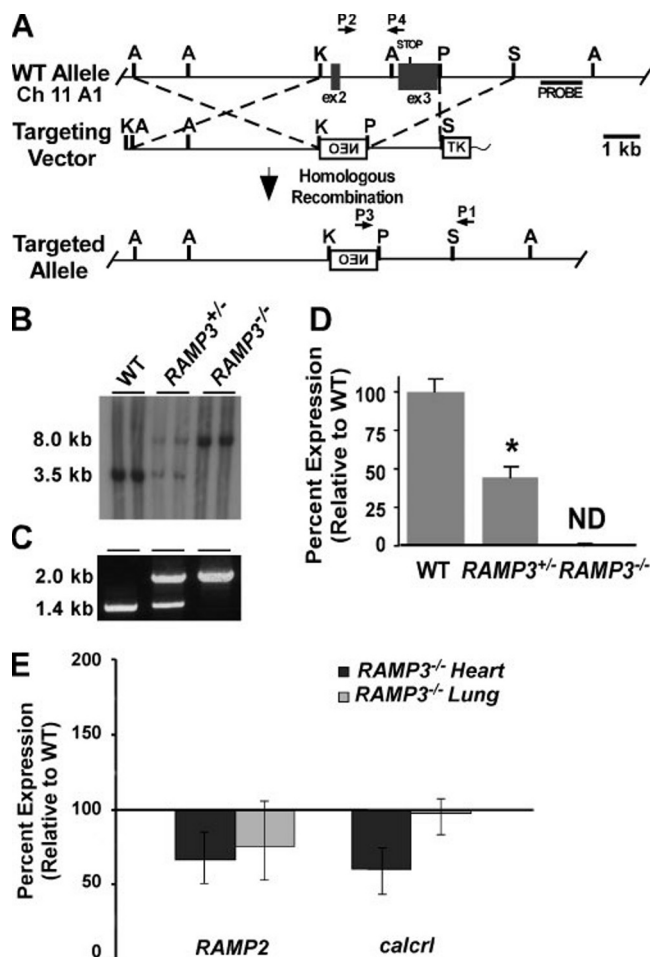 A
P2 P4
STOP
A A K A P S A
WT Allele
Ch 11 A1
ex2 ex3 PROBE
Targeting
Vector
KA A K P S
NEO TK
1 kb
Homologous
Recombination
P3 P1
Targeted
Allele
A A K P S A
NEO
B
WT RAMP3+/- RAMP3-/-
8.0 kb
3.5 kb
C
2.0 kb
1.4 kb
D
Percent Expression
(Relative to WT)
100
75
50
25
0
*
ND
WT RAMP3+/- RAMP3-/-
E
Percent Expression
(Relative to WT)
200
150
100
50
0
RAMP3-/- Heart
RAMP3-/- Lung
RAMP2 calcrl